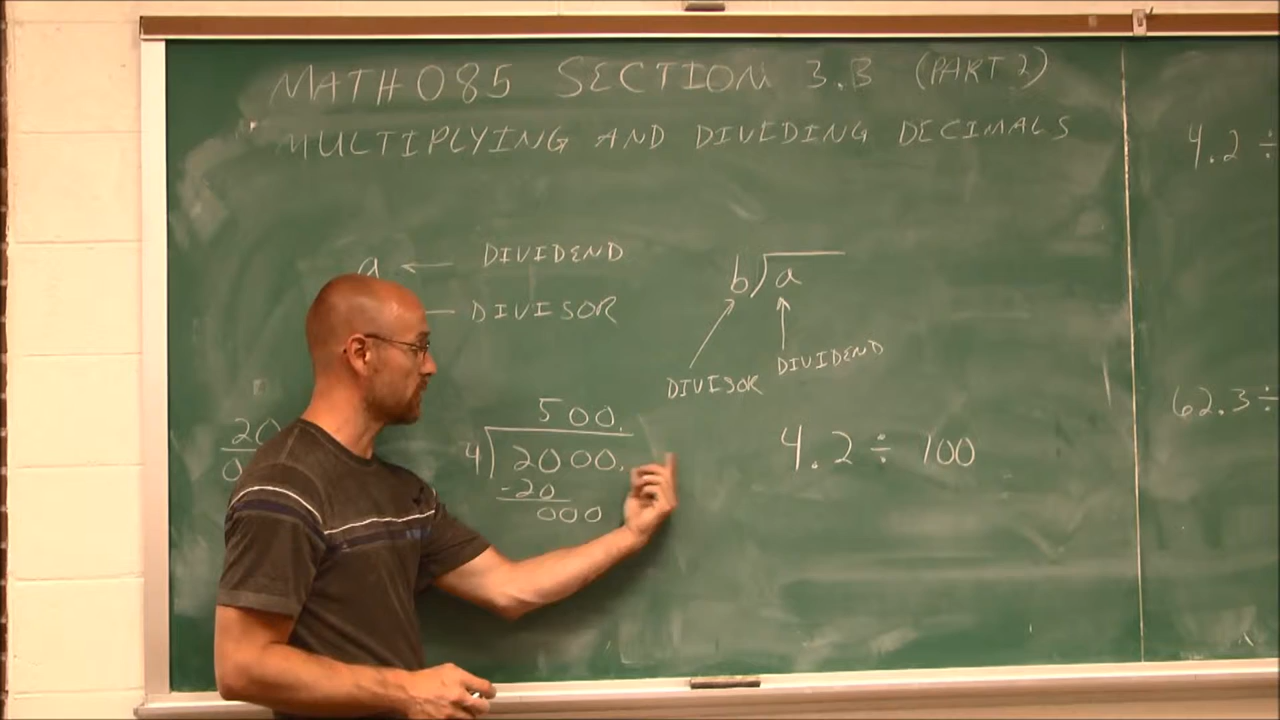 MATH 085 SECTION 3.B (PART 2)
MULTIPLYING AND DIVIDING DECIMALS
a ← DIVIDEND
DIVISOR
b)a
DIVISOR
DIVIDEND
20
0
500.
4)2000.
-20
000
4.2 ÷ 100
4.2 ÷
62.3 ÷